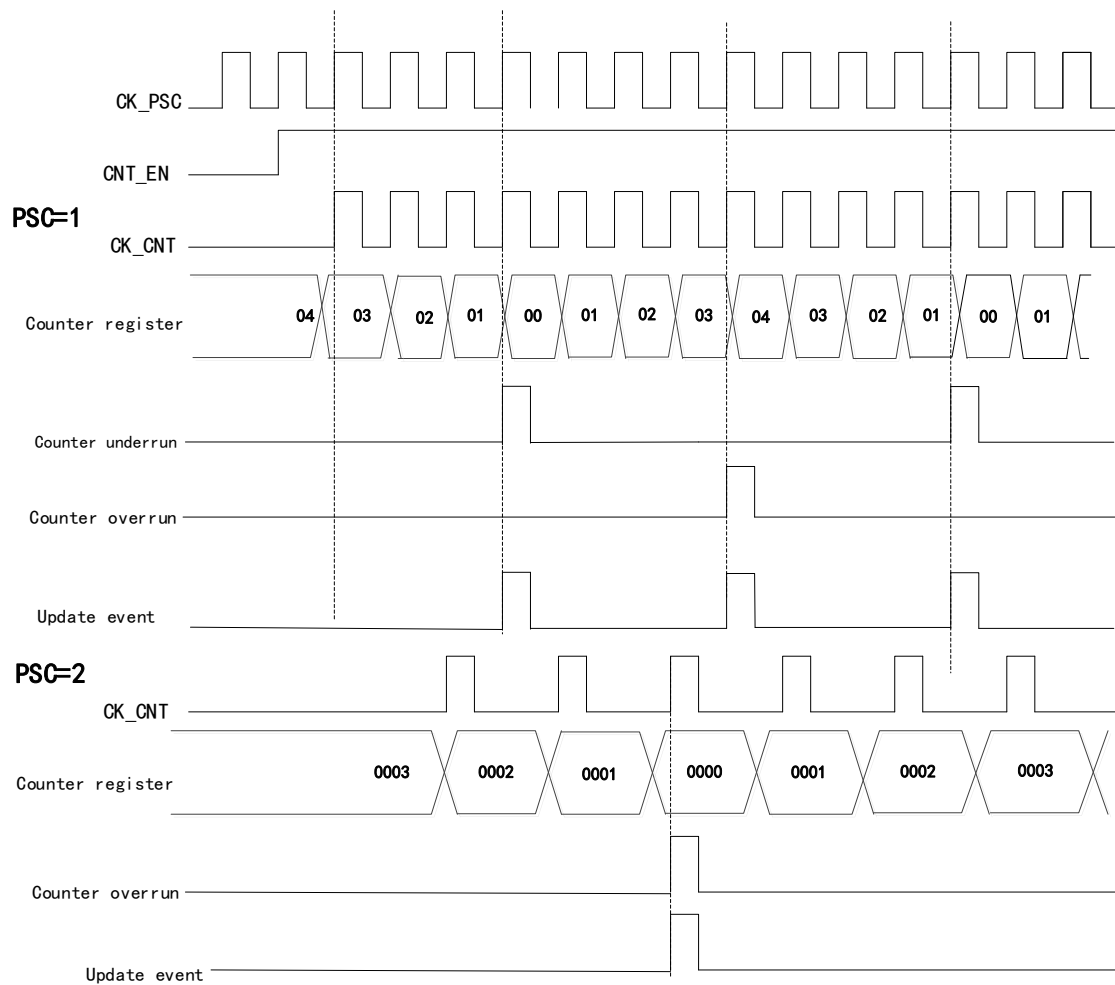 CK_PSC
CNT_EN
PSC=1
CK_CNT
Counter register 04 03 02 01 00 01 02 03 04 03 02 01 00 01
Counter underrun
Counter overrun
Update event
PSC=2
CK_CNT
Counter register 0003 0002 0001 0000 0001 0002 0003
Counter overrun
Update event